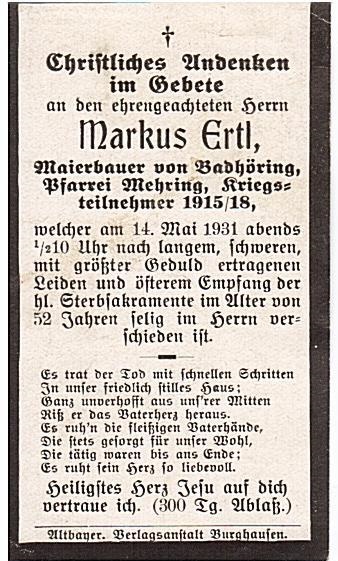 †
Christliches Andenken
im Gebete
an den ehrengeachteten Herrn
Markus Ertl,
Maierbauer von Badhöring,
Pfarrei Mehring, Kriegs-
teilnehmer 1915/18,
welcher am 14. Mai 1931 abends
½10 Uhr nach langem, schweren,
mit größter Geduld ertragenen
Leiden und öfterem Empfang der
hl. Sterbsakramente im Alter von
52 Jahren selig im Herrn ver-
schieden ist.
Es trat der Tod mit schnellen Schritten
In unser friedlich stilles Haus;
Ganz unverhofft aus uns'rer Mitten
Riß er das Vaterherz heraus.
Es ruh'n die fleißigen Vaterhände,
Die stets gesorgt für unser Wohl,
Die tätig waren bis ans Ende;
Es ruht sein Herz so liebevoll.
Heiligstes Herz Jesu auf dich
vertraue ich. (300 Tg. Ablaß.)
Altbayer. Verlagsanstalt Burghausen.